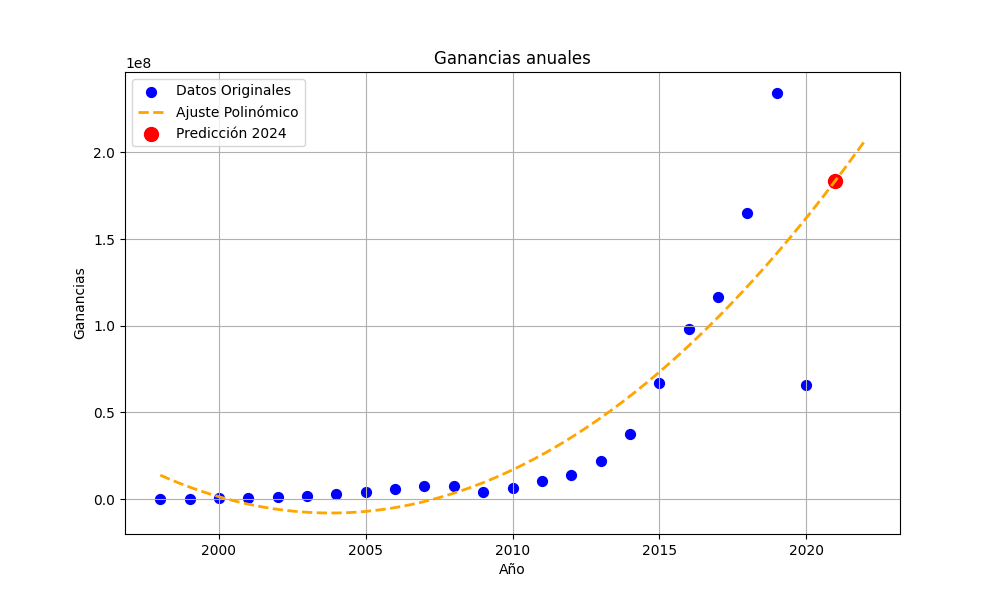 Ganancias anuales
1e8
Datos Originales
Ajuste Polinómico
Predicción 2024
2.0
1.5
1.0
0.5
0.0
Ganancias
2000 2005 2010 2015 2020
Año